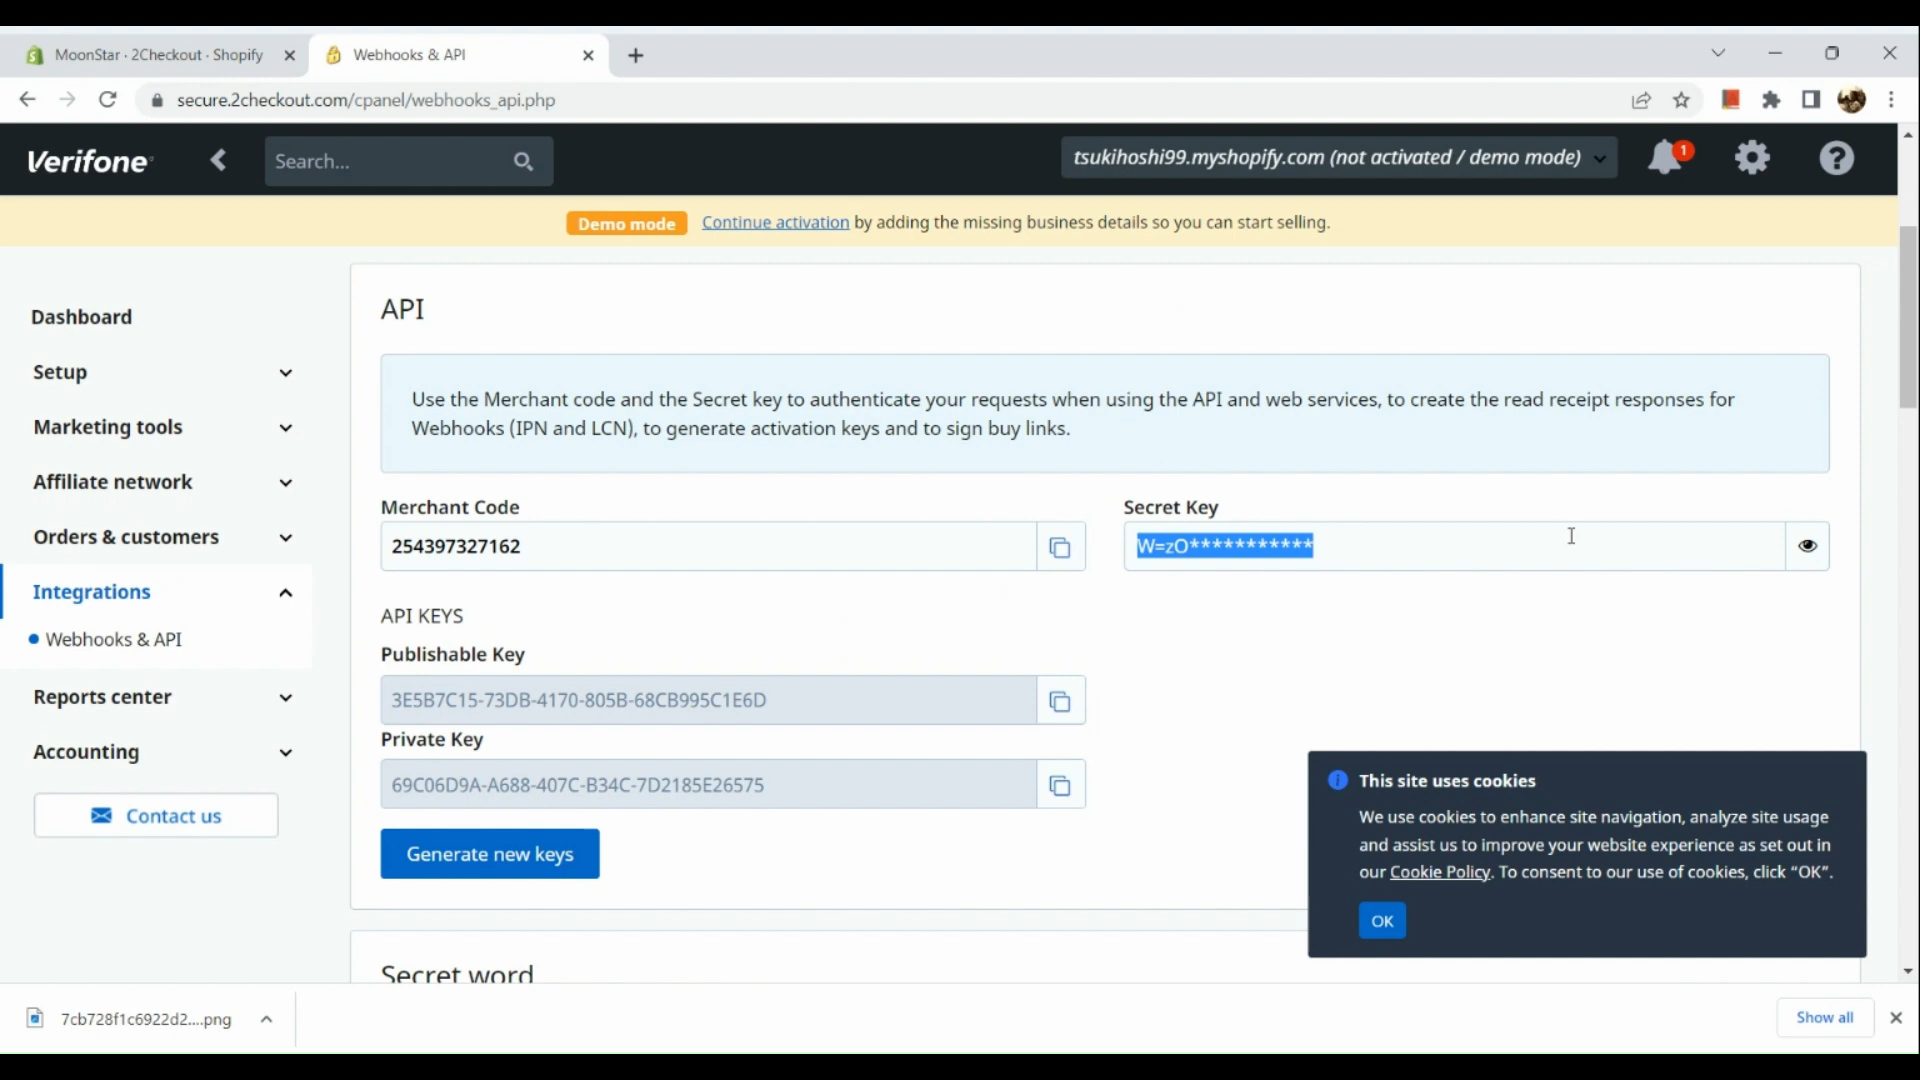 MoonStar · 2Checkout · Shopify
Webhooks & API
secure.2checkout.com/cpanel/webhooks_api.php
Verifone
Search...
tsukihoshi99.myshopify.com (not activated / demo mode)
1
Demo mode
Continue activation by adding the missing business details so you can start selling.
Dashboard
Setup
Marketing tools
Affiliate network
Orders & customers
Integrations
Webhooks & API
Reports center
Accounting
Contact us
API
Use the Merchant code and the Secret key to authenticate your requests when using the API and web services, to create the read receipt responses for
Webhooks (IPN and LCN), to generate activation keys and to sign buy links.
Merchant Code
254397327162
Secret Key
W=zO***********
API KEYS
Publishable Key
3E5B7C15-73DB-4170-805B-68CB995C1E6D
Private Key
69C06D9A-A688-407C-B34C-7D2185E26575
Generate new keys
Secret word
This site uses cookies
We use cookies to enhance site navigation, analyze site usage
and assist us to improve your website experience as set out in
our Cookie Policy. To consent to our use of cookies, click “OK”.
OK
7cb728f1c6922d2....png
Show all